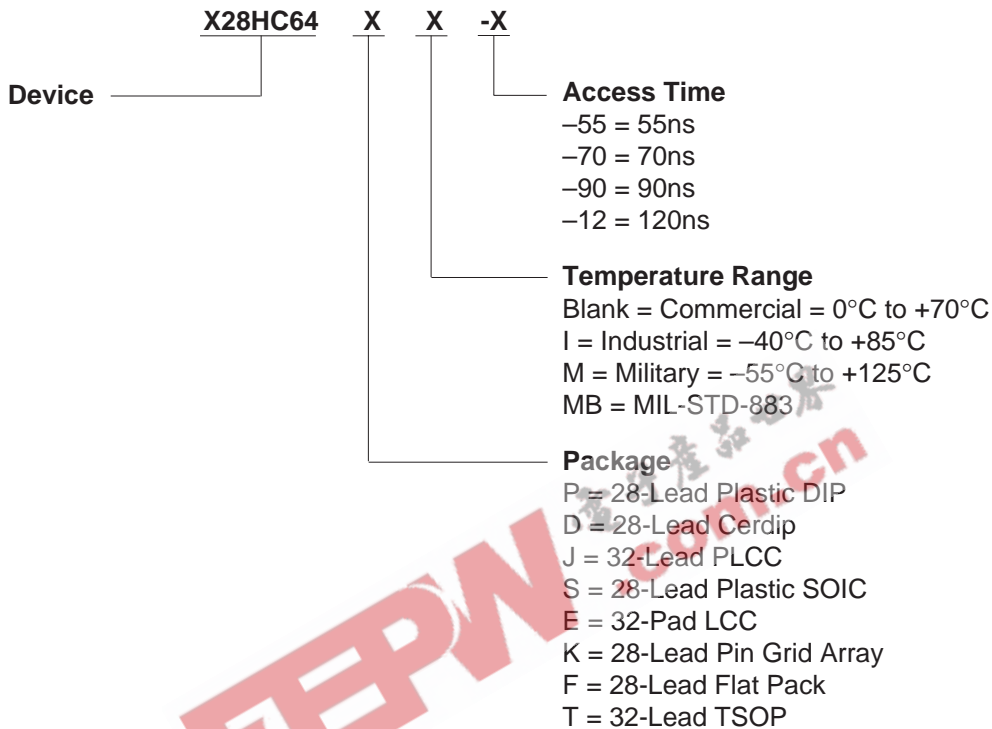 X28HC64 X X -X
Device
Access Time
–55 = 55ns
–70 = 70ns
–90 = 90ns
–12 = 120ns
Temperature Range
Blank = Commercial = 0°C to +70°C
I = Industrial = –40°C to +85°C
M = Military = –55°C to +125°C
MB = MIL-STD-883
Package
P = 28-Lead Plastic DIP
D = 28-Lead Cerdip
J = 32-Lead PLCC
S = 28-Lead Plastic SOIC
E = 32-Pad LCC
K = 28-Lead Pin Grid Array
F = 28-Lead Flat Pack
T = 32-Lead TSOP
EEPW
.com.cn